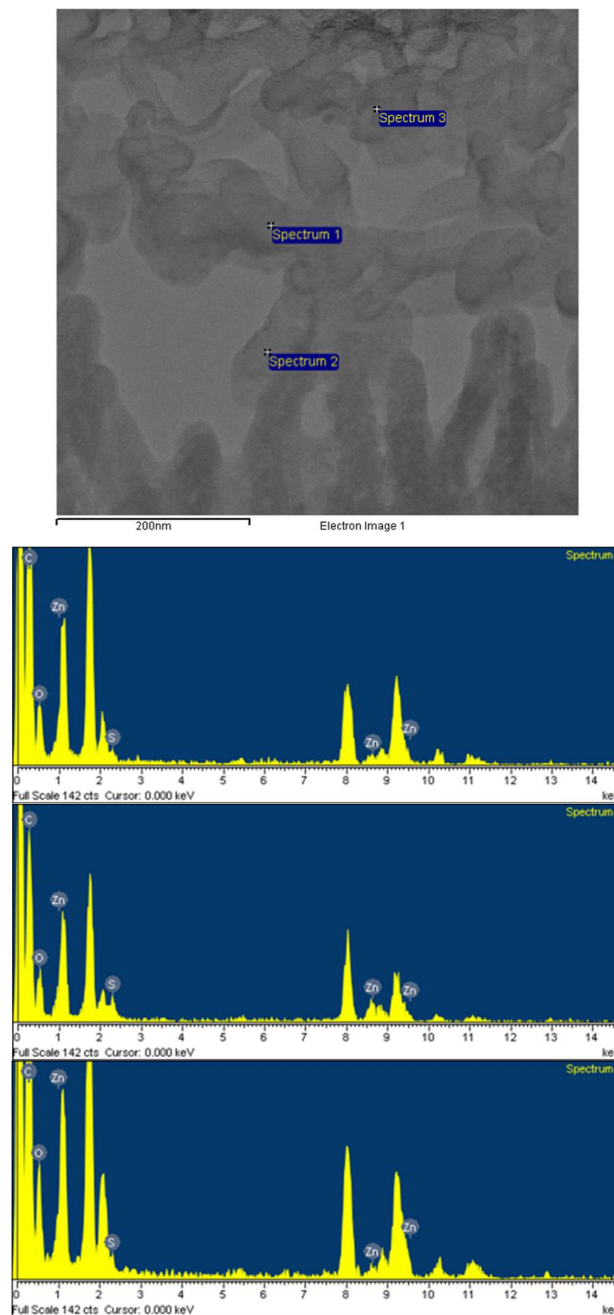 Spectrum 3
Spectrum 1
Spectrum 2
200nm Electron Image 1
Spectrum
C
Zn
O
S
Zn
Zn
0 1 2 3 4 5 6 7 8 9 10 11 12 13 14
Full Scale 142 cts Cursor: 0.000 keV ke
Spectrum
C
Zn
O
S
Zn
Zn
0 1 2 3 4 5 6 7 8 9 10 11 12 13 14
Full Scale 142 cts Cursor: 0.000 keV ke
Spectrum
C
Zn
O
S
Zn
Zn
0 1 2 3 4 5 6 7 8 9 10 11 12 13 14
Full Scale 142 cts Cursor: 0.000 keV ke